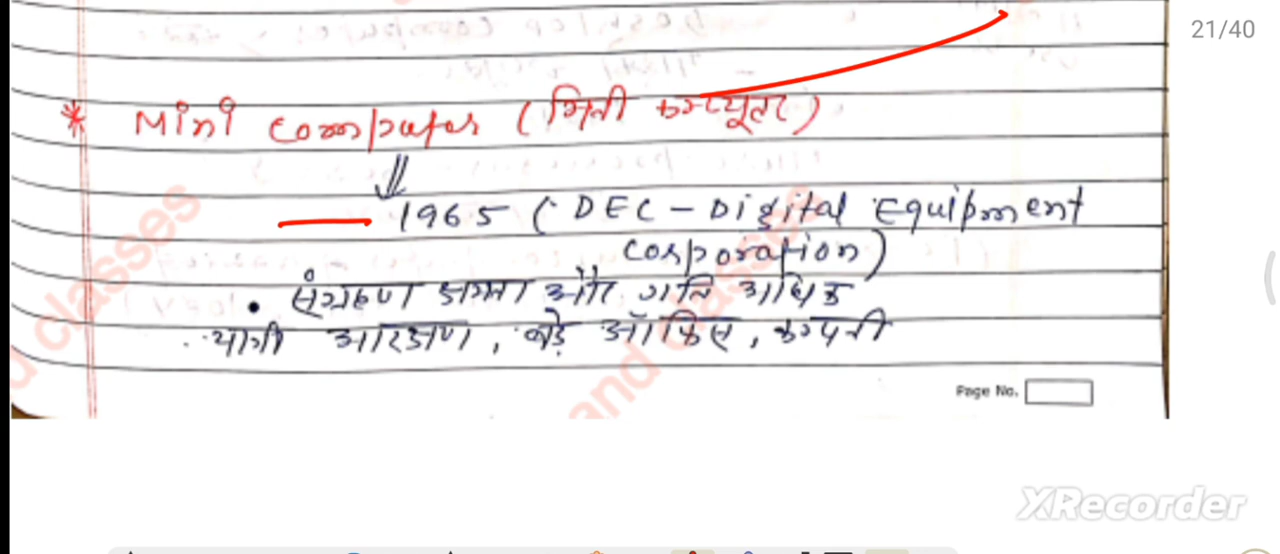 21/40
* Mini Computer (मिनी कम्प्यूटर)
1965 (DEC - Digital Equipment
Corporation)
• संग्रहण क्षमता और गति अधिक
यात्री आरक्षण, बड़े ऑफिस, कम्पनी
Page No.
XRecorder